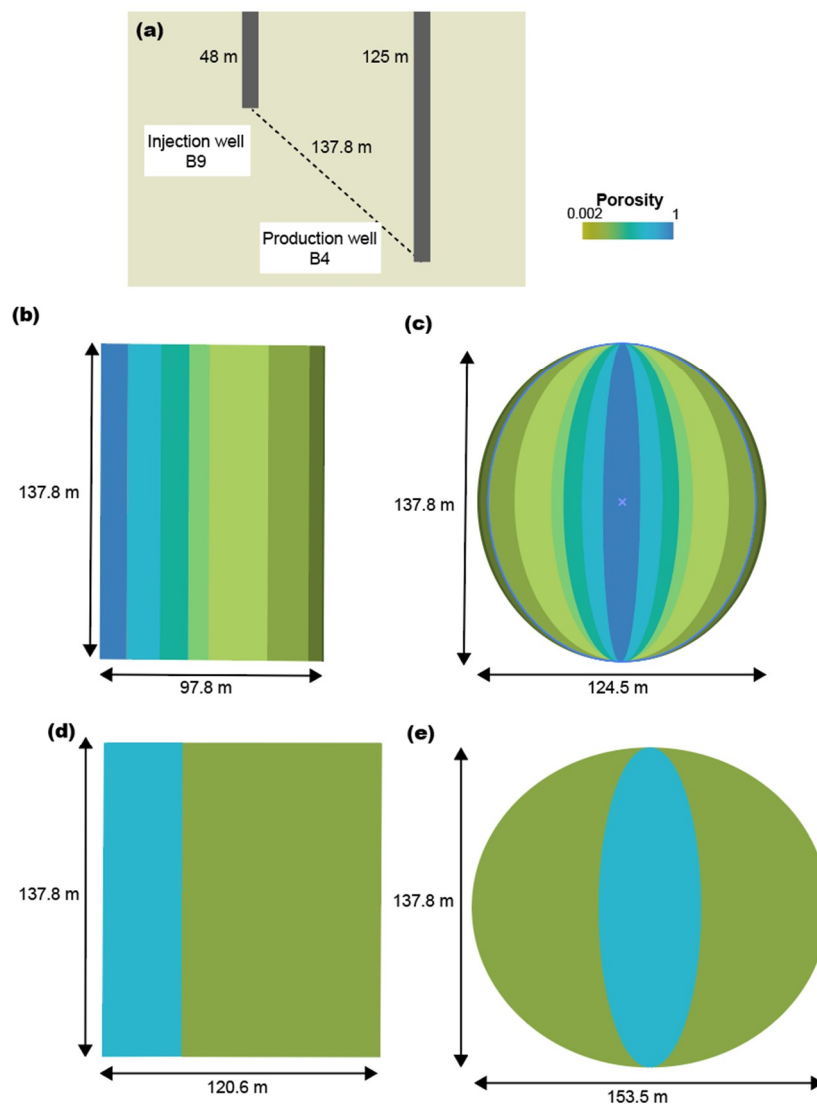 (a)
48 m
125 m
137.8 m
Injection well
B9
Production well
B4
Porosity
0.002
1
(b)
137.8 m
97.8 m
(c)
137.8 m
124.5 m
(d)
137.8 m
120.6 m
(e)
137.8 m
153.5 m